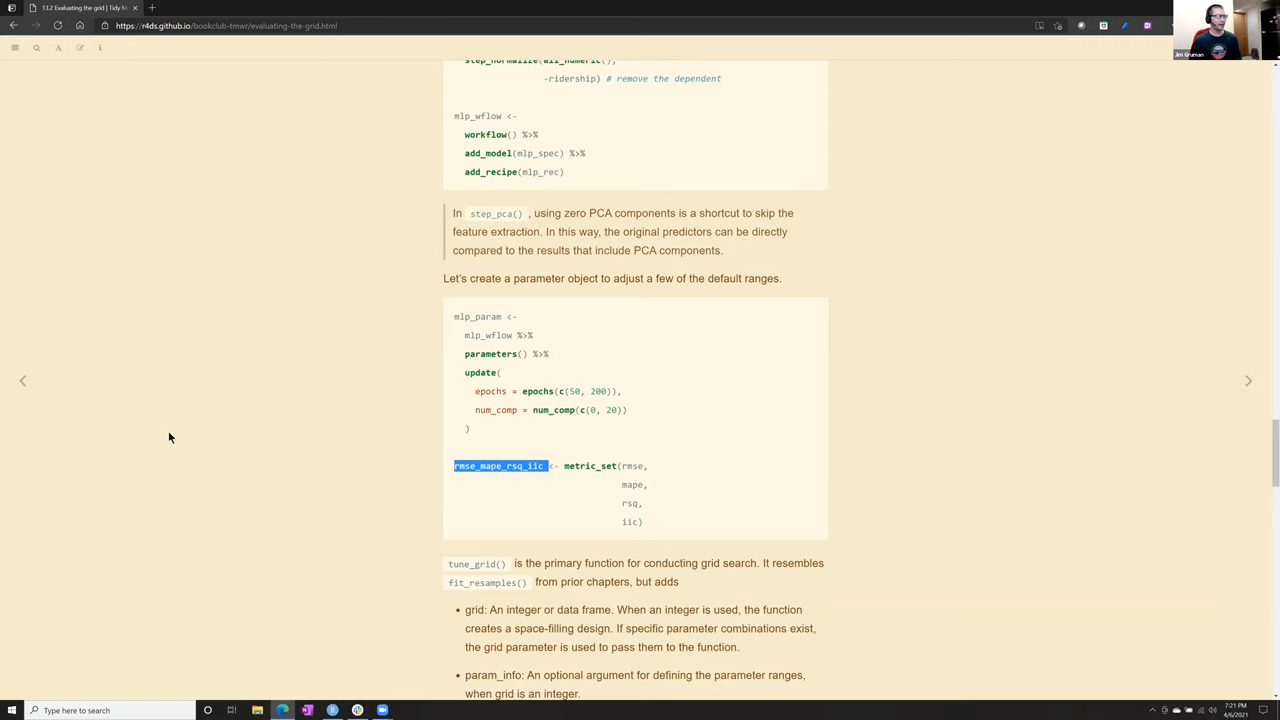 13.2 Evaluating the grid | Tidy M
https://r4ds.github.io/bookclub-tmwr/evaluating-the-grid.html
Jim Gruman
step_normalize(all_numeric(),
-ridership) # remove the dependent
mlp_wflow <-
workflow() %>%
add_model(mlp_spec) %>%
add_recipe(mlp_rec)
In step_pca() , using zero PCA components is a shortcut to skip the
feature extraction. In this way, the original predictors can be directly
compared to the results that include PCA components.
Let's create a parameter object to adjust a few of the default ranges.
mlp_param <-
mlp_wflow %>%
parameters() %>%
update(
epochs = epochs(c(50, 200)),
num_comp = num_comp(c(0, 20))
)
rmse_mape_rsq_iic <- metric_set(rmse,
mape,
rsq,
iic)
tune_grid() is the primary function for conducting grid search. It resembles
fit_resamples() from prior chapters, but adds
• grid: An integer or data frame. When an integer is used, the function
creates a space-filling design. If specific parameter combinations exist,
the grid parameter is used to pass them to the function.
• param_info: An optional argument for defining the parameter ranges,
when grid is an integer.
Type here to search
7:21 PM
4/6/2021